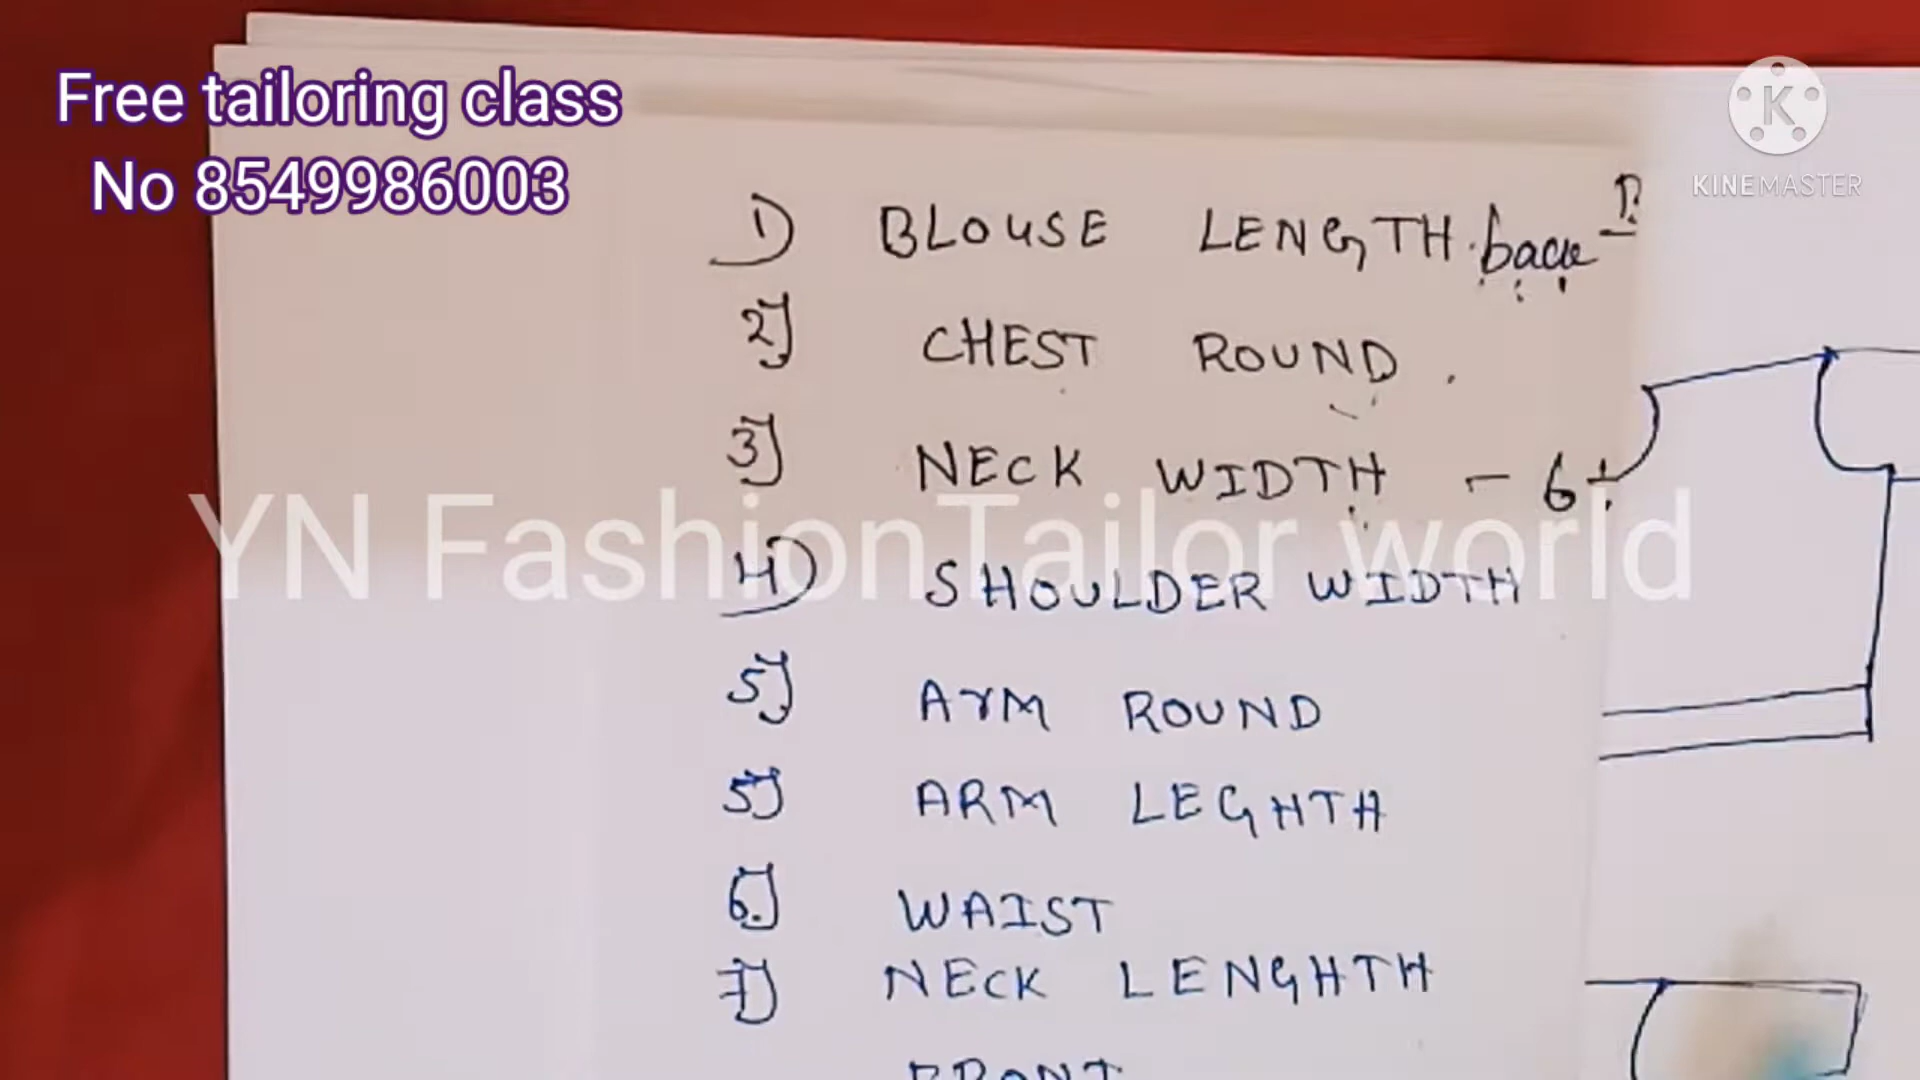 Free tailoring class
No 8549986003
KINEMASTER
1) BLOUSE LENGTH back -
2) CHEST ROUND.
3) NECK WIDTH - 6
YN FashionTailor world
4) SHOULDER WIDTH
5) ArM ROUND
5) ARM LEGHTH
6) WAIST
7) NECK LENGHTH
FRONT